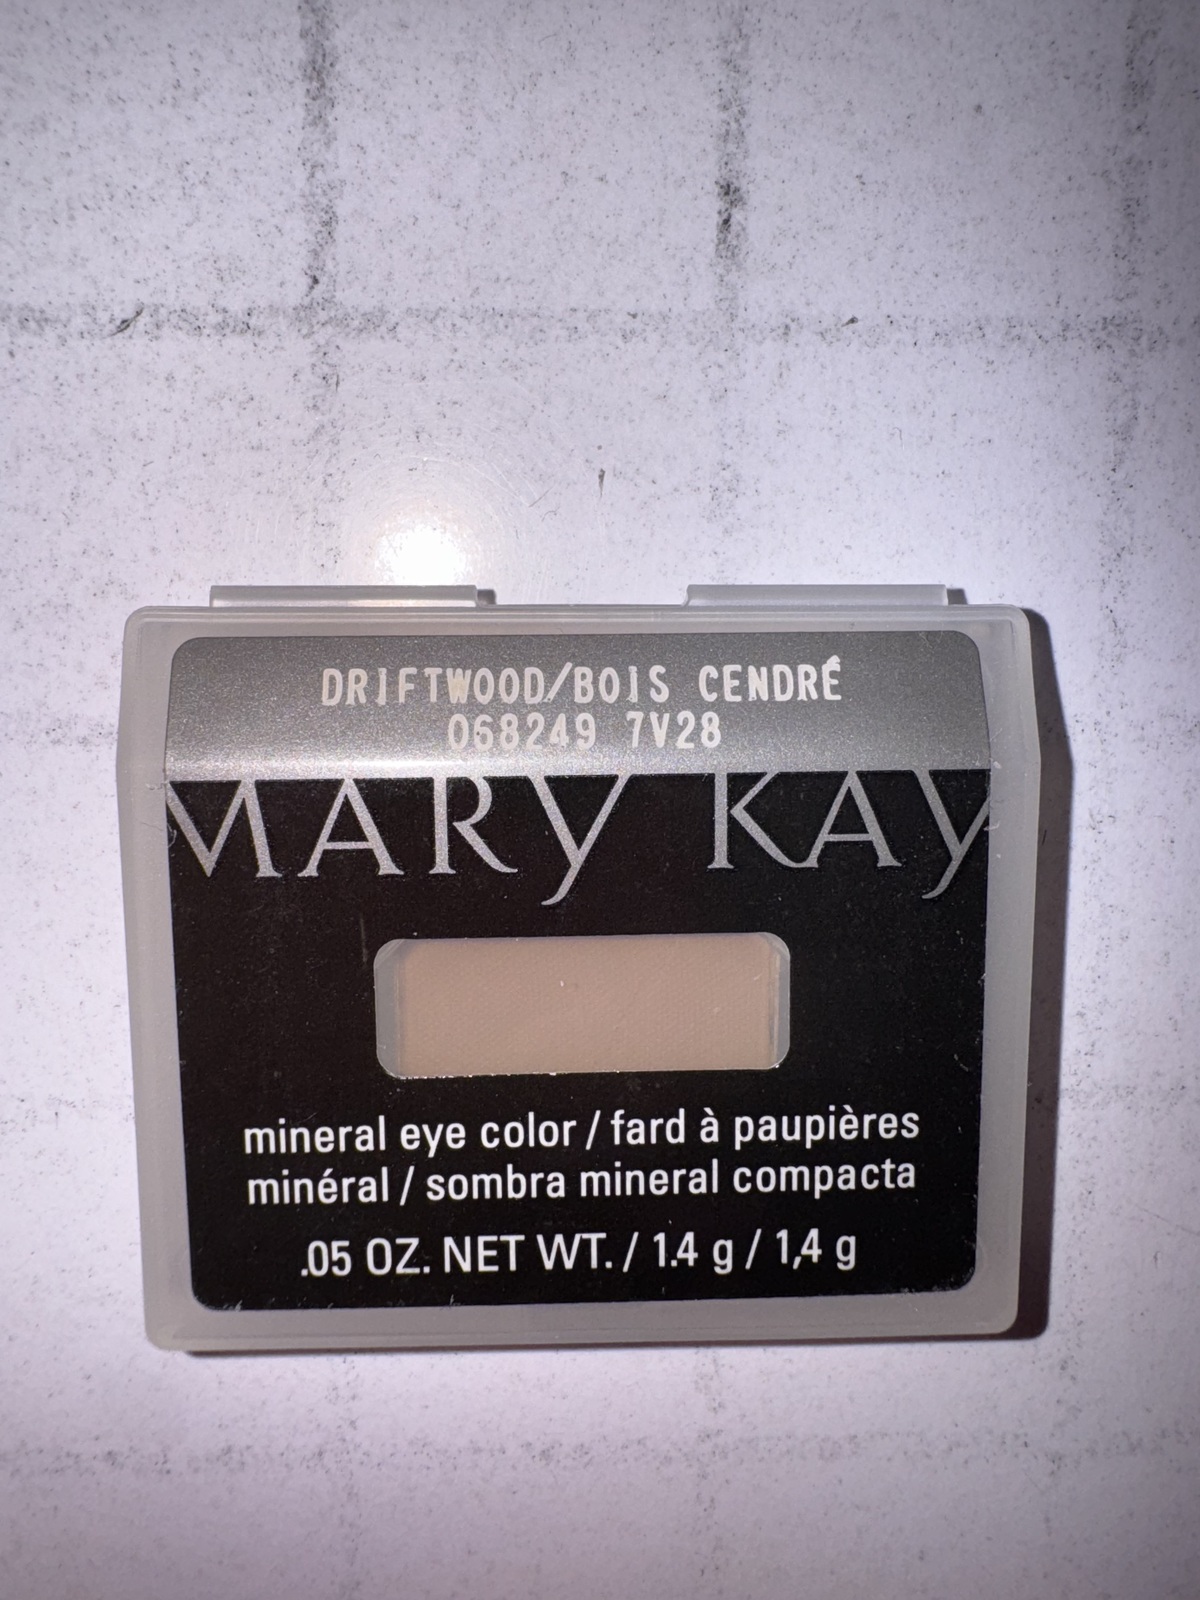 DRIFTWOOD/BOIS CENDRÉ
068249 7V28
MARY KAY
mineral eye color / fard à paupières
minéral / sombra mineral compacta
.05 OZ. NET WT. / 1.4 g / 1,4 g